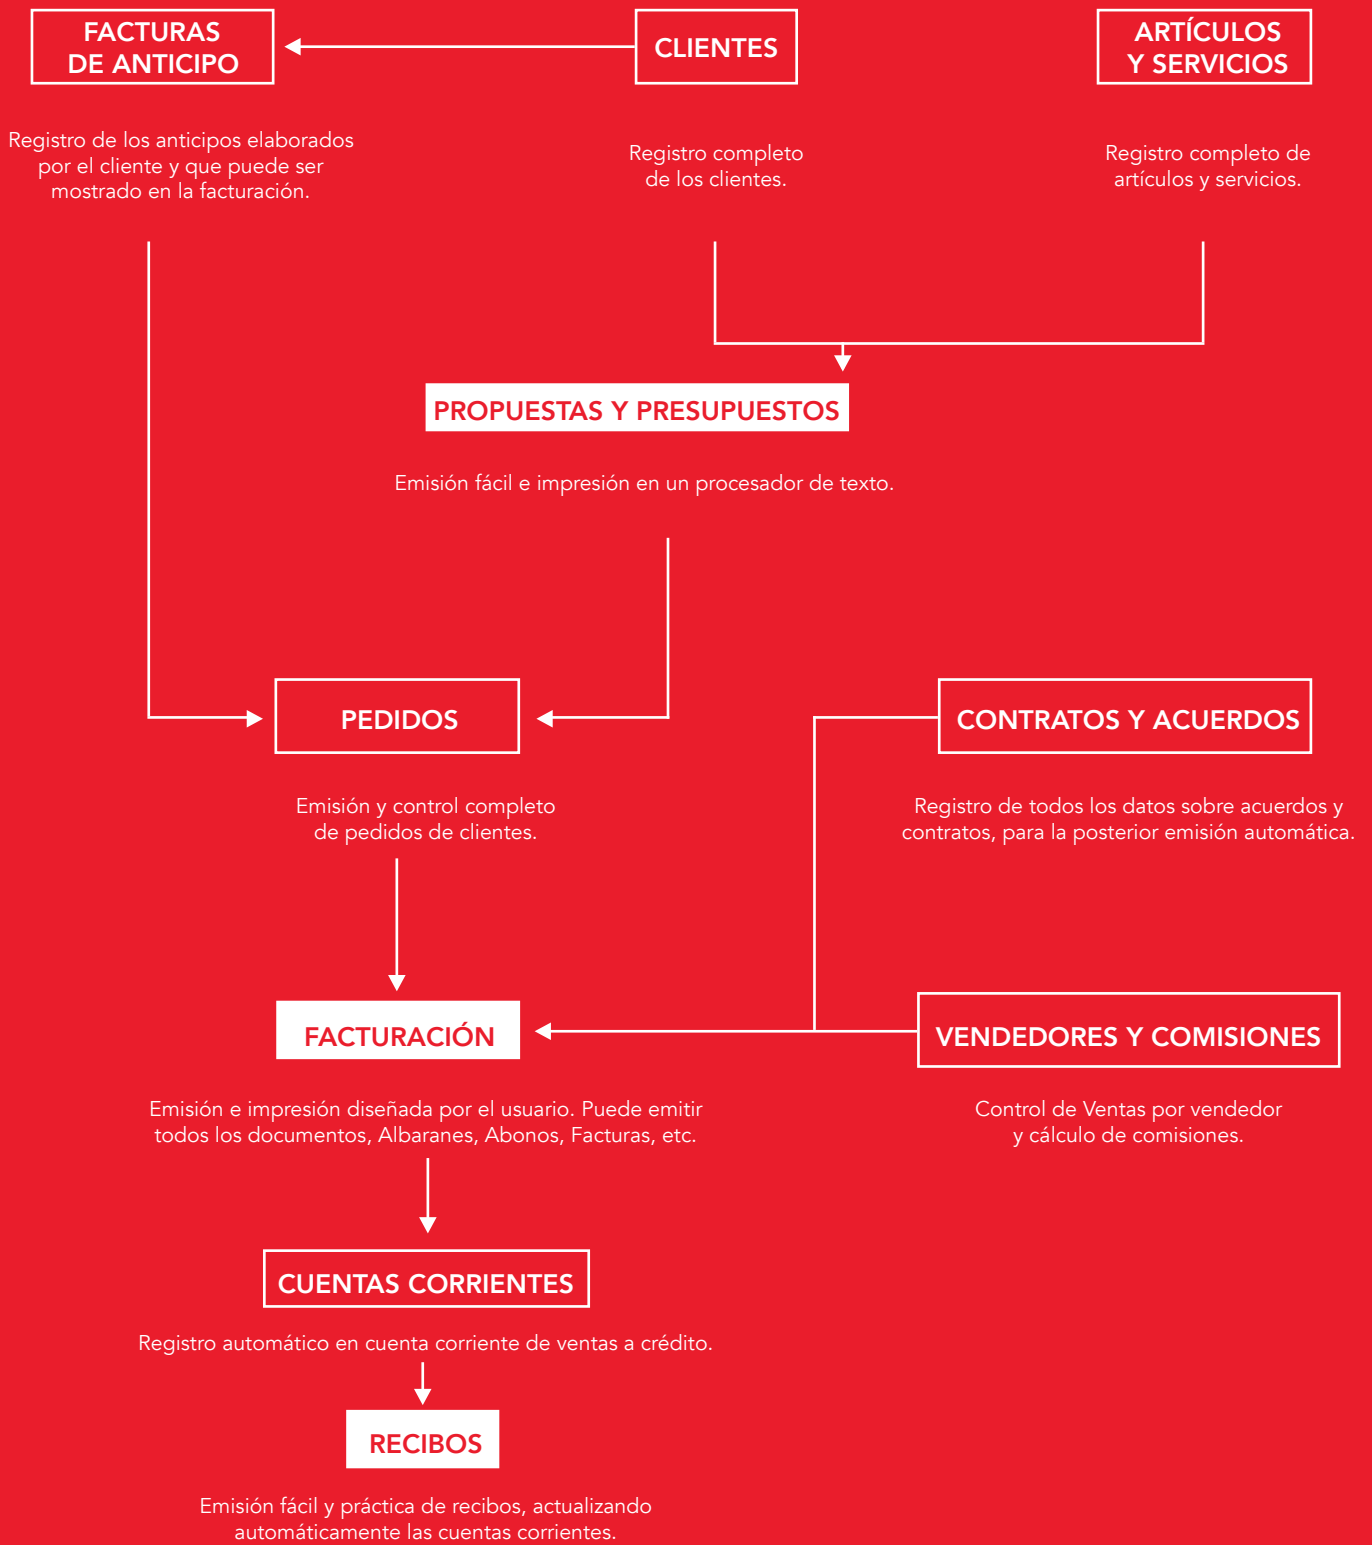 FACTURAS
DE ANTICIPO
CLIENTES
ARTÍCULOS
Y SERVICIOS
Registro de los anticipos elaborados
por el cliente y que puede ser
mostrado en la facturación.
Registro completo
de los clientes.
Registro completo de
artículos y servicios.
PROPUESTAS Y PRESUPUESTOS
Emisión fácil e impresión en un procesador de texto.
PEDIDOS
CONTRATOS Y ACUERDOS
Emisión y control completo
de pedidos de clientes.
Registro de todos los datos sobre acuerdos y
contratos, para la posterior emisión automática.
FACTURACIÓN
VENDEDORES Y COMISIONES
Emisión e impresión diseñada por el usuario. Puede emitir
todos los documentos, Albaranes, Abonos, Facturas, etc.
Control de Ventas por vendedor
y cálculo de comisiones.
CUENTAS CORRIENTES
Registro automático en cuenta corriente de ventas a crédito.
RECIBOS
Emisión fácil y práctica de recibos, actualizando
automáticamente las cuentas corrientes.